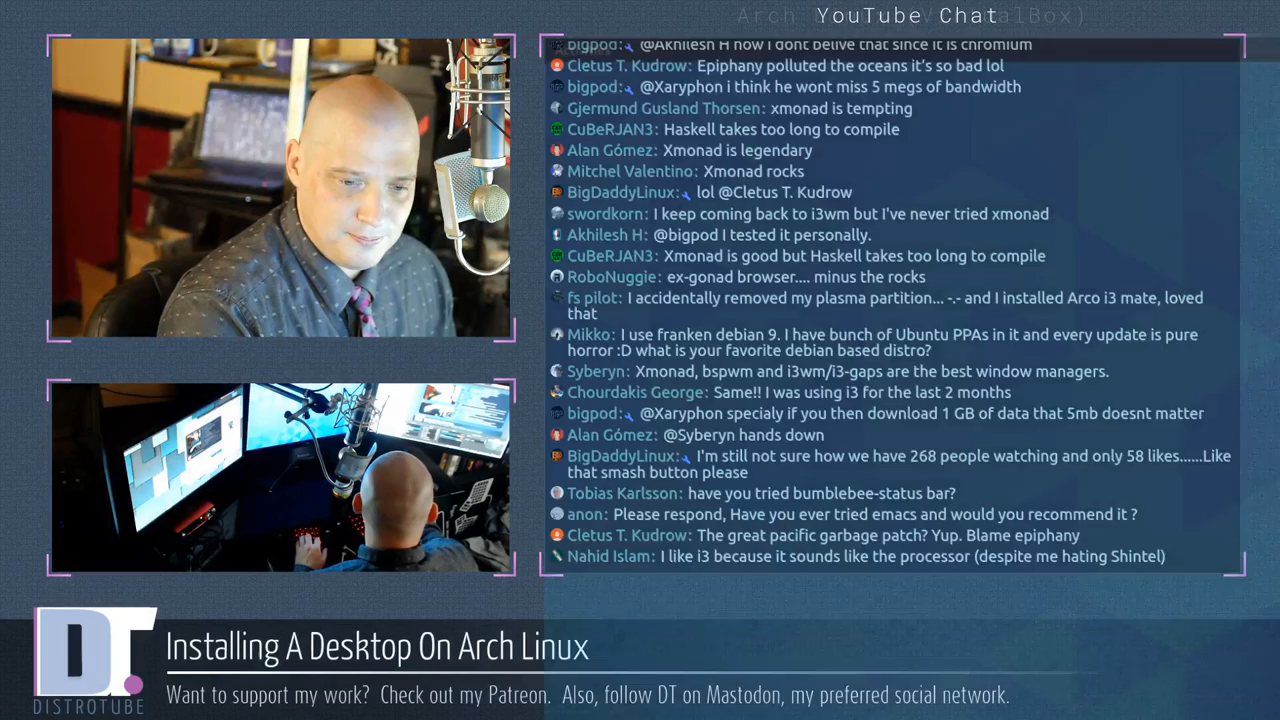 YouTube Chat
bigpod: @Akhilesh H now I dont belive that since it is chromium
Cletus T. Kudrow: Epiphany polluted the oceans it's so bad lol
bigpod: @Xaryphon i think he wont miss 5 megs of bandwidth
Gjermund Gusland Thorsen: xmonad is tempting
CuBeRJAN3: Haskell takes too long to compile
Alan Gómez: Xmonad is legendary
Mitchel Valentino: Xmonad rocks
BigDaddyLinux: lol @Cletus T. Kudrow
swordkorn: I keep coming back to i3wm but I've never tried xmonad
Akhilesh H: @bigpod I tested it personally.
CuBeRJAN3: Xmonad is good but Haskell takes too long to compile
RoboNuggie: ex-gonad browser.... minus the rocks
fs pilot: I accidentally removed my plasma partition... -.- and I installed Arco i3 mate, loved
that
Mikko: I use franken debian 9. I have bunch of Ubuntu PPAs in it and every update is pure
horror :D what is your favorite debian based distro?
Syberyn: Xmonad, bspwm and i3wm/i3-gaps are the best window managers.
Chourdakis George: Same!! I was using i3 for the last 2 months
bigpod: @Xaryphon specialy if you then download 1 GB of data that 5mb doesnt matter
Alan Gómez: @Syberyn hands down
BigDaddyLinux: I'm still not sure how we have 268 people watching and only 58 likes......Like
that smash button please
Tobias Karlsson: have you tried bumblebee-status bar?
anon: Please respond, Have you ever tried emacs and would you recommend it ?
Cletus T. Kudrow: The great pacific garbage patch? Yup. Blame epiphany
Nahid Islam: I like i3 because it sounds like the processor (despite me hating Shintel)
DT
DISTROTUBE
Installing A Desktop On Arch Linux
Want to support my work? Check out my Patreon. Also, follow DT on Mastodon, my preferred social network.